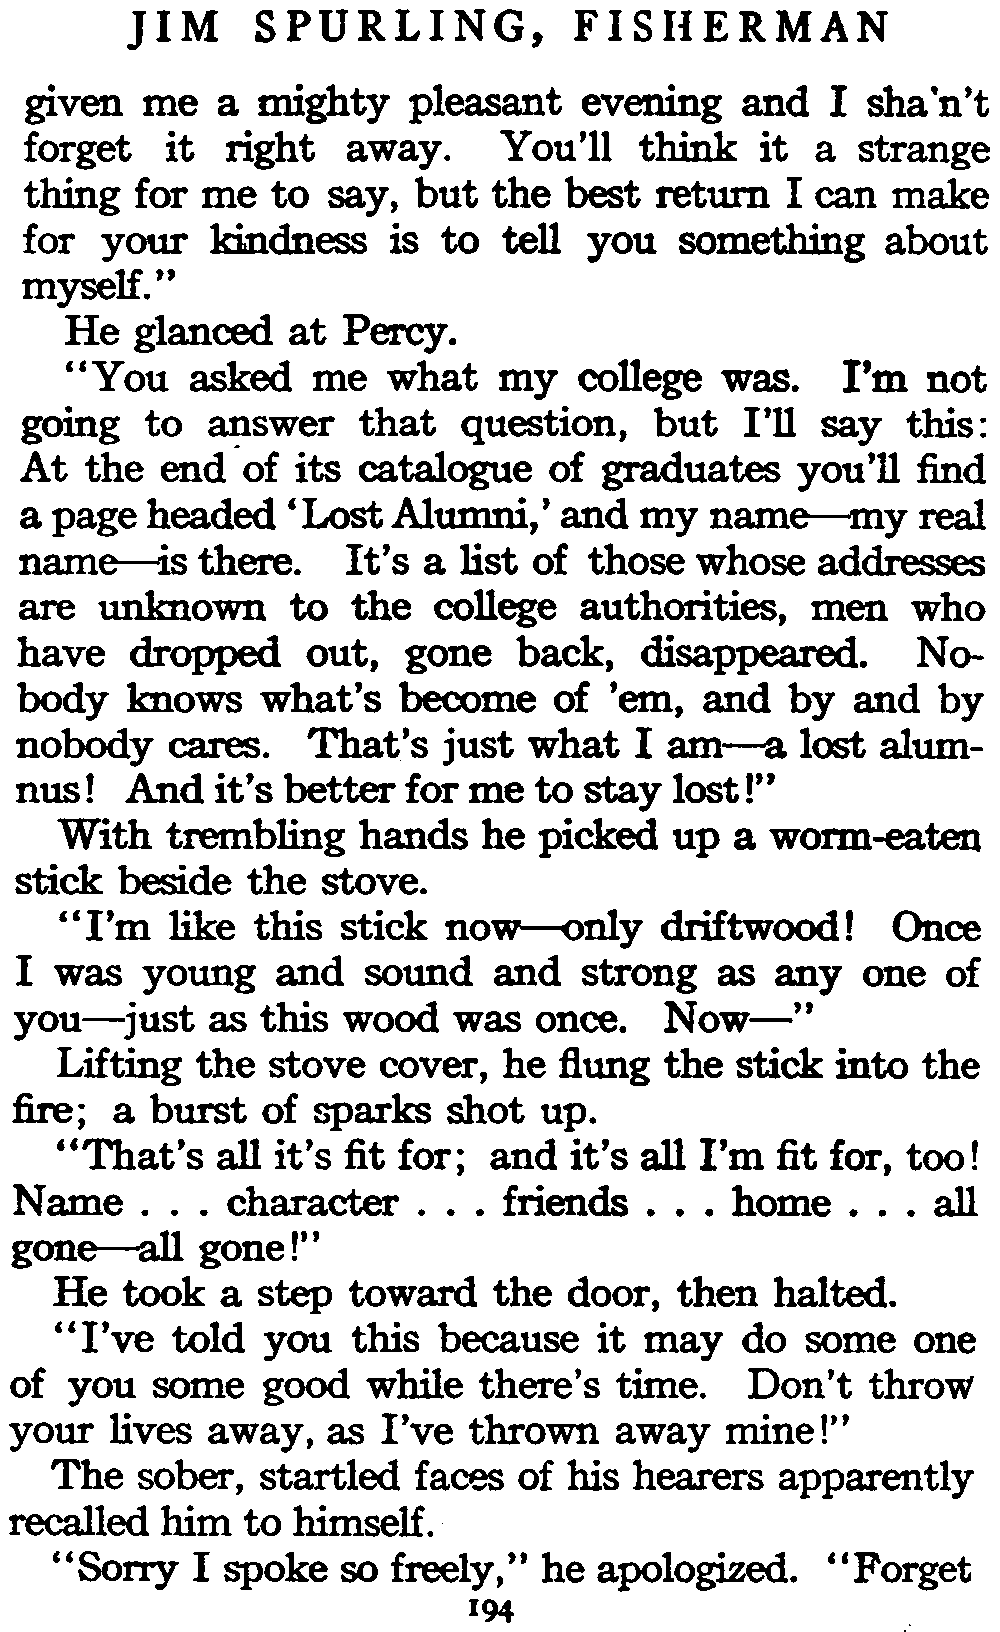 JIM SPURLING, FISHERMAN
given me a mighty pleasant evening and I sha'n't
forget it right away. You'll think it a strange
thing for me to say, but the best return I can make
for your kindness is to tell you something about
myself."
He glanced at Percy.
"You asked me what my college was. I'm not
going to answer that question, but I'll say this:
At the end of its catalogue of graduates you'll find
a page headed 'Lost Alumni,' and my name—my real
name—is there. It's a list of those whose addresses
are unknown to the college authorities, men who
have dropped out, gone back, disappeared. No-
body knows what's become of 'em, and by and by
nobody cares. That's just what I am—a lost alum-
nus! And it's better for me to stay lost!"
With trembling hands he picked up a worm-eaten
stick beside the stove.
"I'm like this stick now—only driftwood! Once
I was young and sound and strong as any one of
you—just as this wood was once. Now—"
Lifting the stove cover, he flung the stick into the
fire; a burst of sparks shot up.
"That's all it's fit for; and it's all I'm fit for, too!
Name . . . character . . . friends . . . home . . . all
gone—all gone!"
He took a step toward the door, then halted.
"I've told you this because it may do some one
of you some good while there's time. Don't throw
your lives away, as I've thrown away mine!"
The sober, startled faces of his hearers apparently
recalled him to himself.
"Sorry I spoke so freely," he apologized. "Forget
194